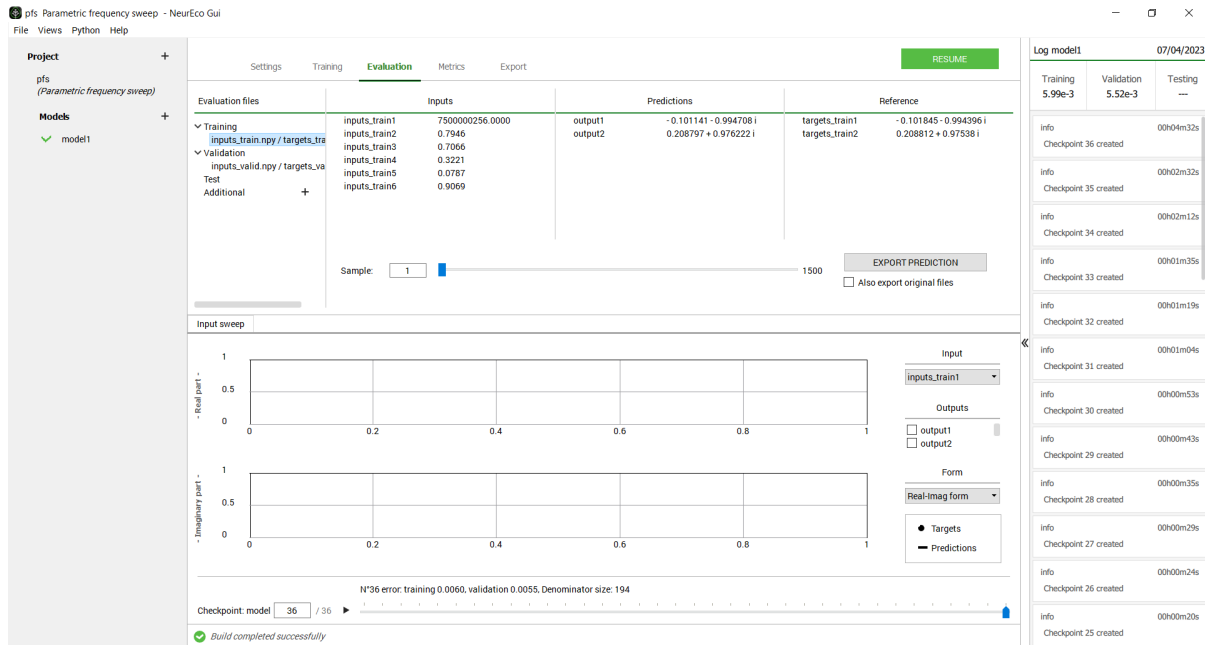 pfs Parametric frequency sweep - NeurEco Gui
File Views Python Help
Project +
pfs
(Parametric frequency sweep)
Models +
model1
Settings Training Evaluation Metrics Export
RESUME
Evaluation files Inputs Predictions Reference
Training
inputs_train.npy / targets_tra
Validation
inputs_valid.npy / targets_va
Test
Additional +
inputs_train1 7500000256.0000
inputs_train2 0.7946
inputs_train3 0.7066
inputs_train4 0.3221
inputs_train5 0.0787
inputs_train6 0.9069
output1 - 0.101141 - 0.994708 i
output2 0.208797 + 0.976222 i
targets_train1 - 0.101845 - 0.994396 i
targets_train2 0.208812 + 0.97538 i
Sample: 1 1500
EXPORT PREDICTION
Also export original files
Input sweep
- Real part -
1
0.5
0
0 0.2 0.4 0.6 0.8 1
- Imaginary part -
1
0.5
0
0 0.2 0.4 0.6 0.8 1
Input
inputs_train1
Outputs
output1
output2
Form
Real-Imag form
Targets
Predictions
N°36 error: training 0.0060, validation 0.0055, Denominator size: 194
Checkpoint: model 36 / 36
Build completed successfully
Log model1 07/04/2023
Training Validation Testing
5.99e-3 5.52e-3 ---
info 00h04m32s
Checkpoint 36 created
info 00h02m32s
Checkpoint 35 created
info 00h02m12s
Checkpoint 34 created
info 00h01m35s
Checkpoint 33 created
info 00h01m19s
Checkpoint 32 created
info 00h01m04s
Checkpoint 31 created
info 00h00m53s
Checkpoint 30 created
info 00h00m43s
Checkpoint 29 created
info 00h00m35s
Checkpoint 28 created
info 00h00m29s
Checkpoint 27 created
info 00h00m24s
Checkpoint 26 created
info 00h00m20s
Checkpoint 25 created